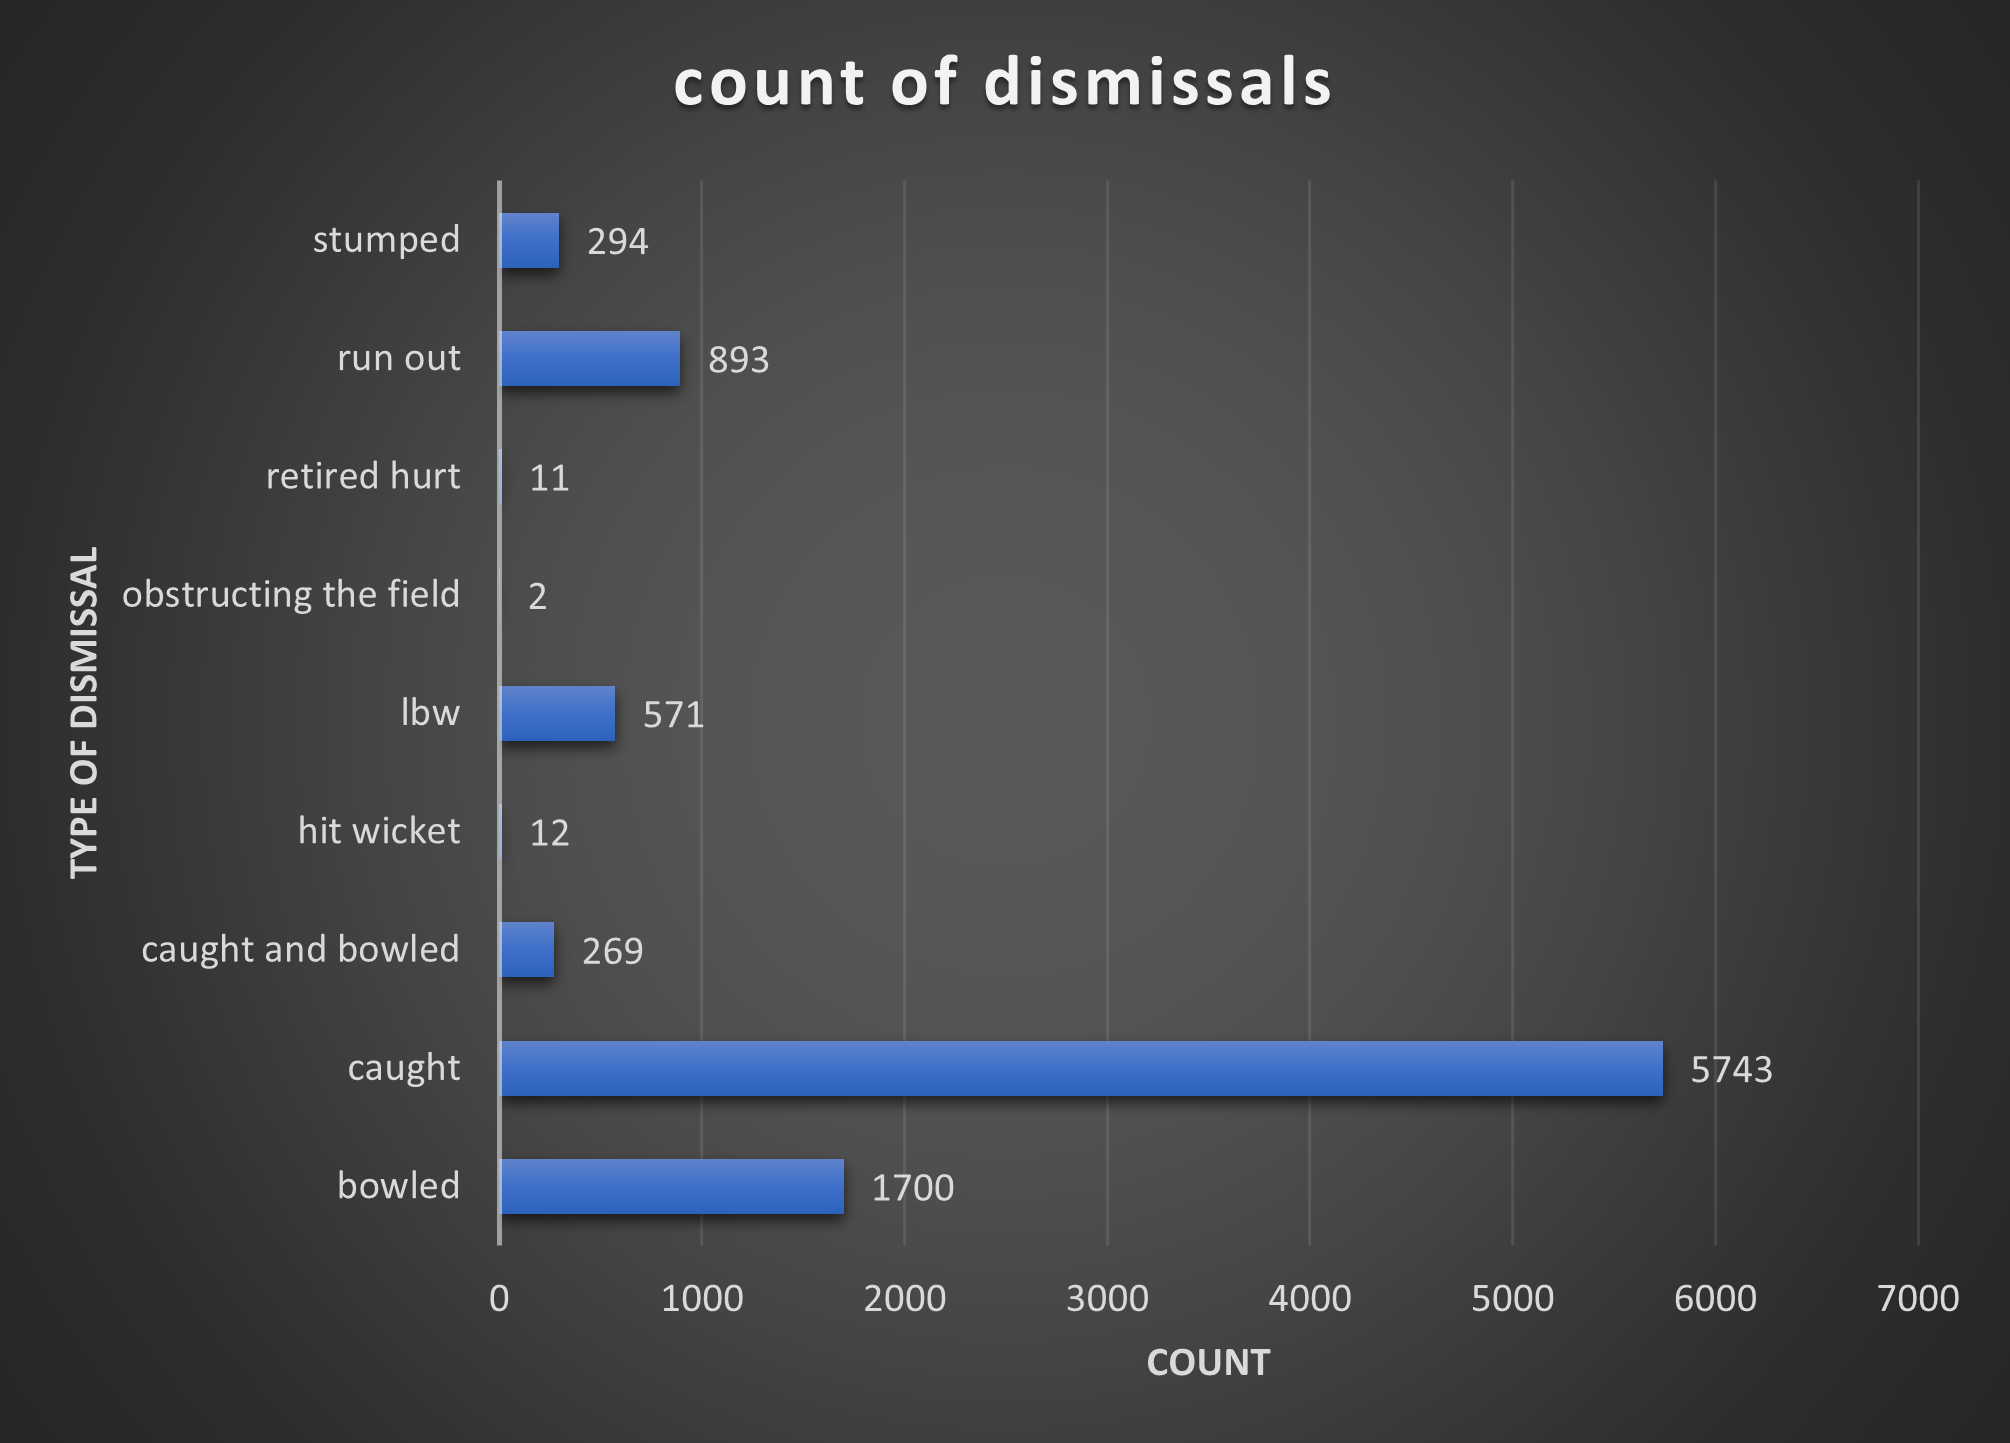 count of dismissals
TYPE OF DISMISSAL
stumped 294
run out 893
retired hurt 11
obstructing the field 2
lbw 571
hit wicket 12
caught and bowled 269
caught 5743
bowled 1700
0 1000 2000 3000 4000 5000 6000 7000
COUNT